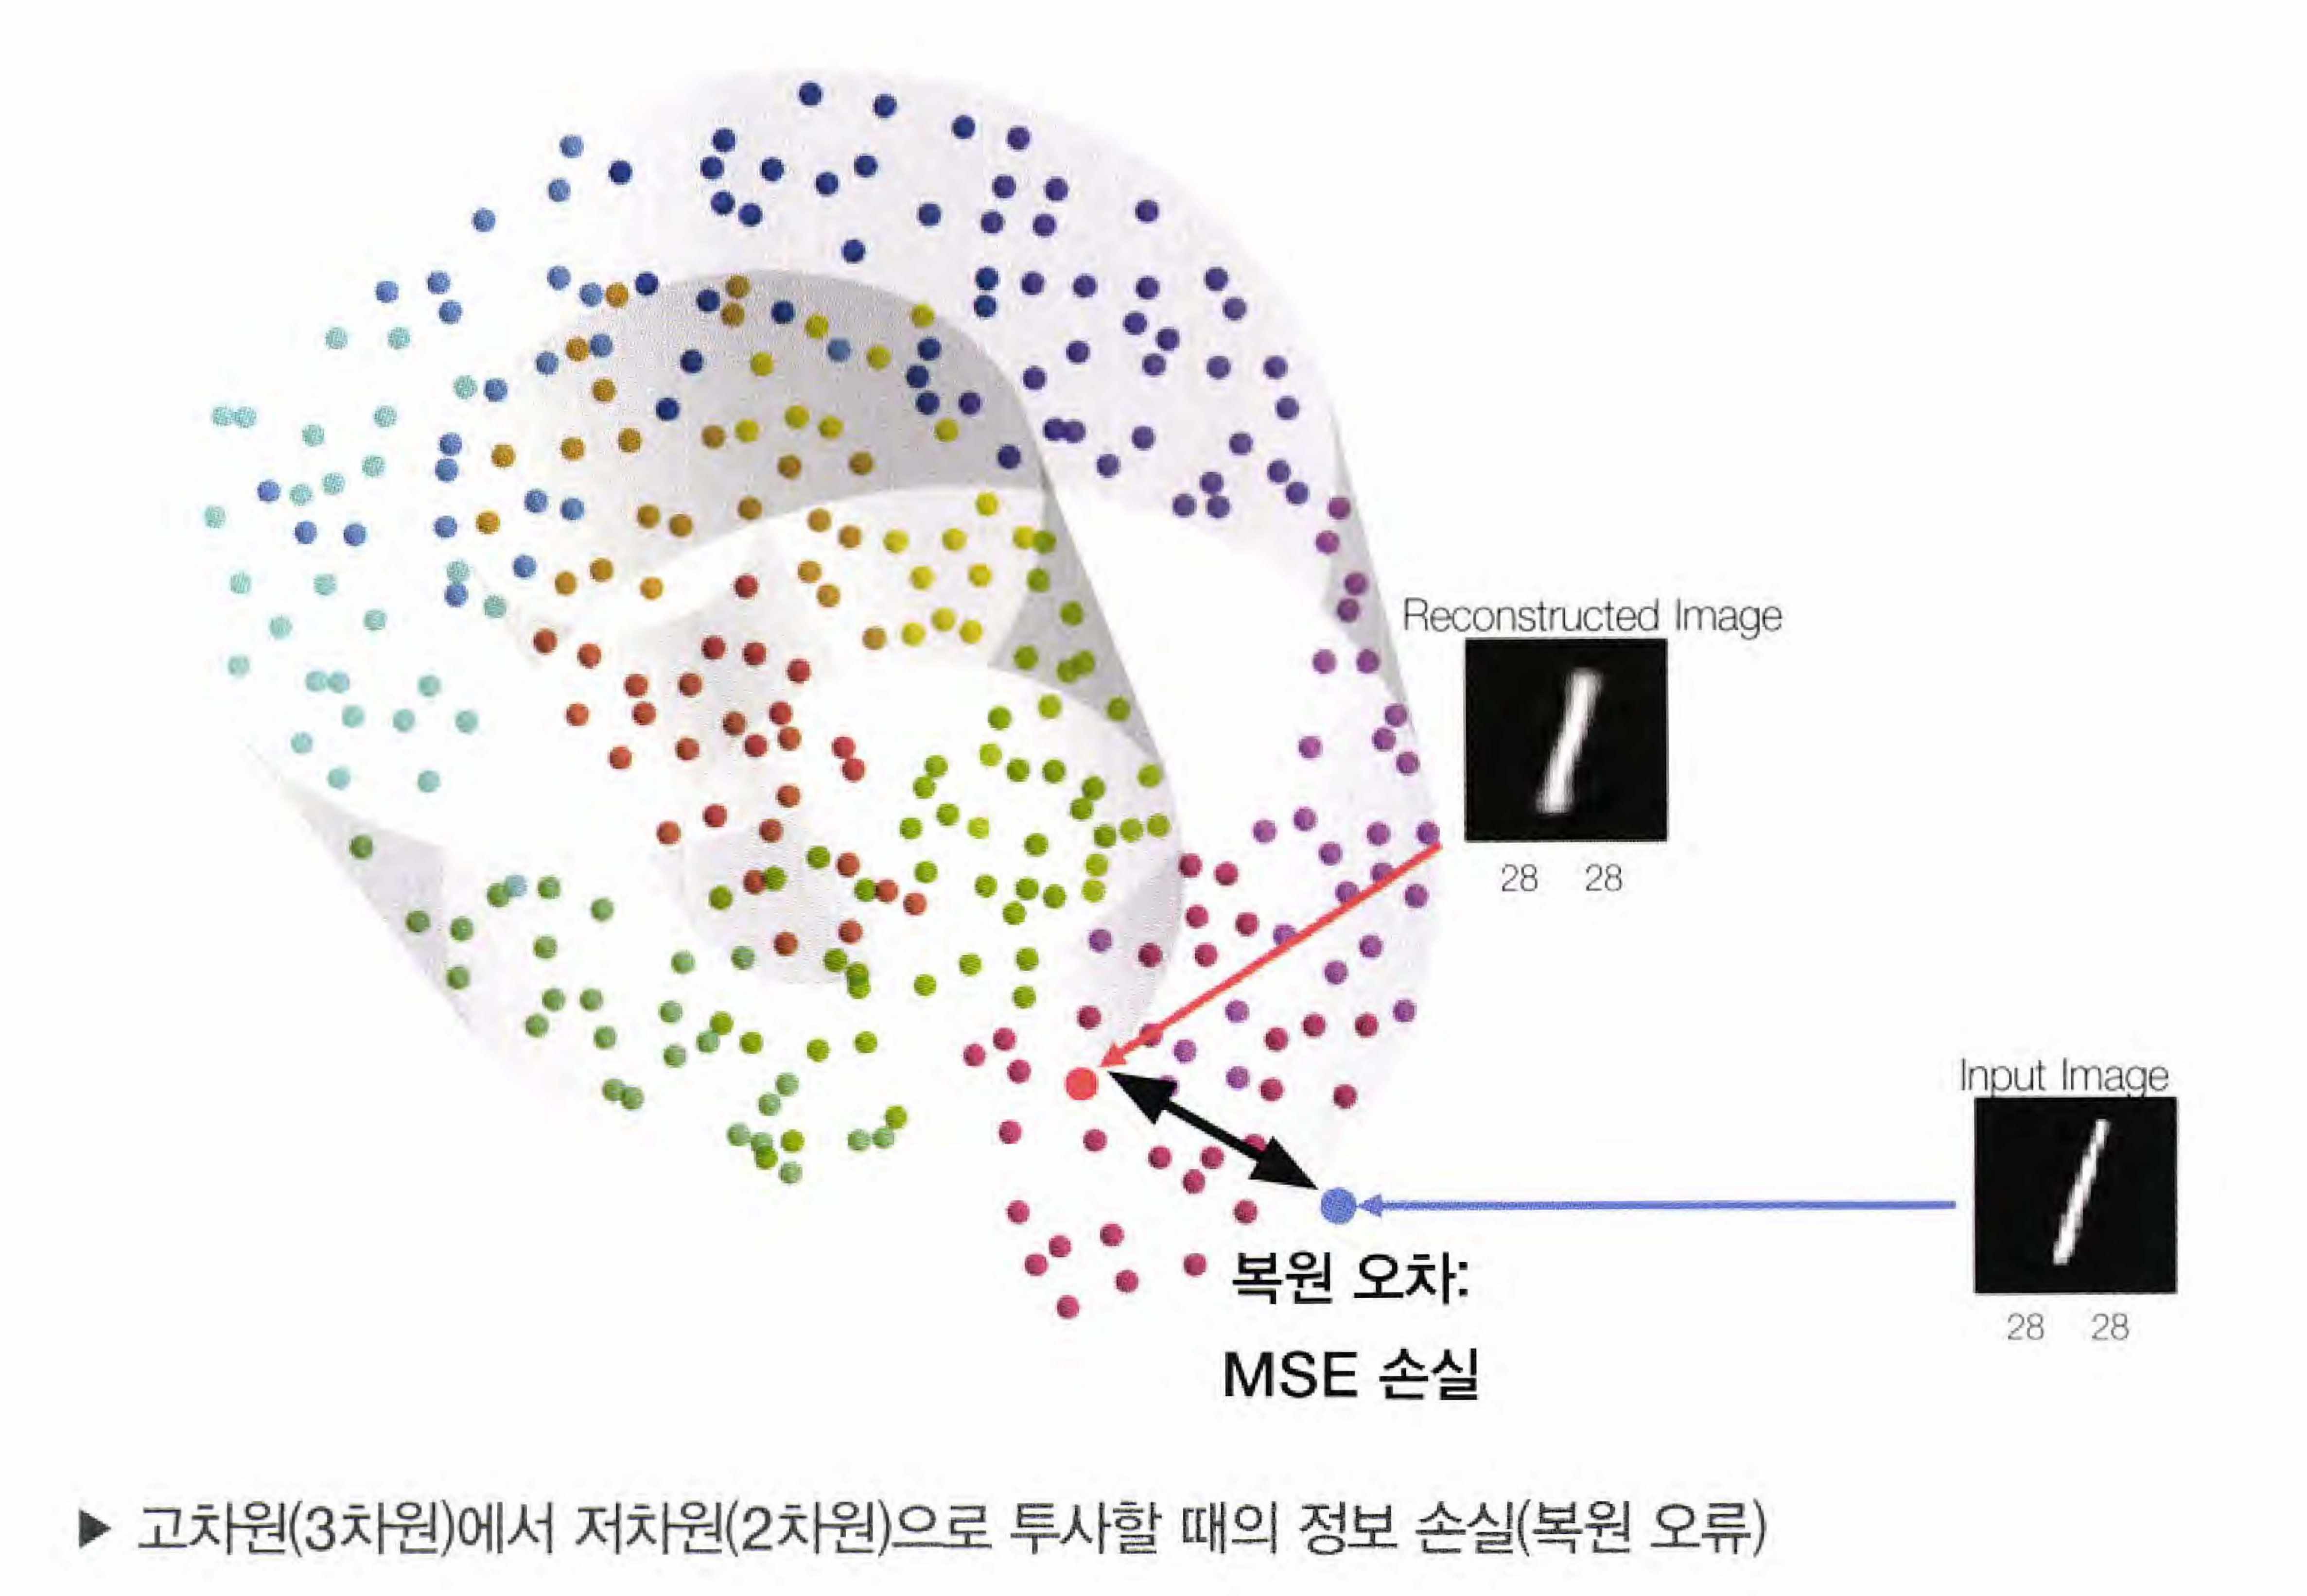 Reconstructed Image
28 28
Input Image
28 28
복원 오차:
MSE 손실
▶ 고차원(3차원)에서 저차원(2차원)으로 투사할 때의 정보 손실(복원 오류)